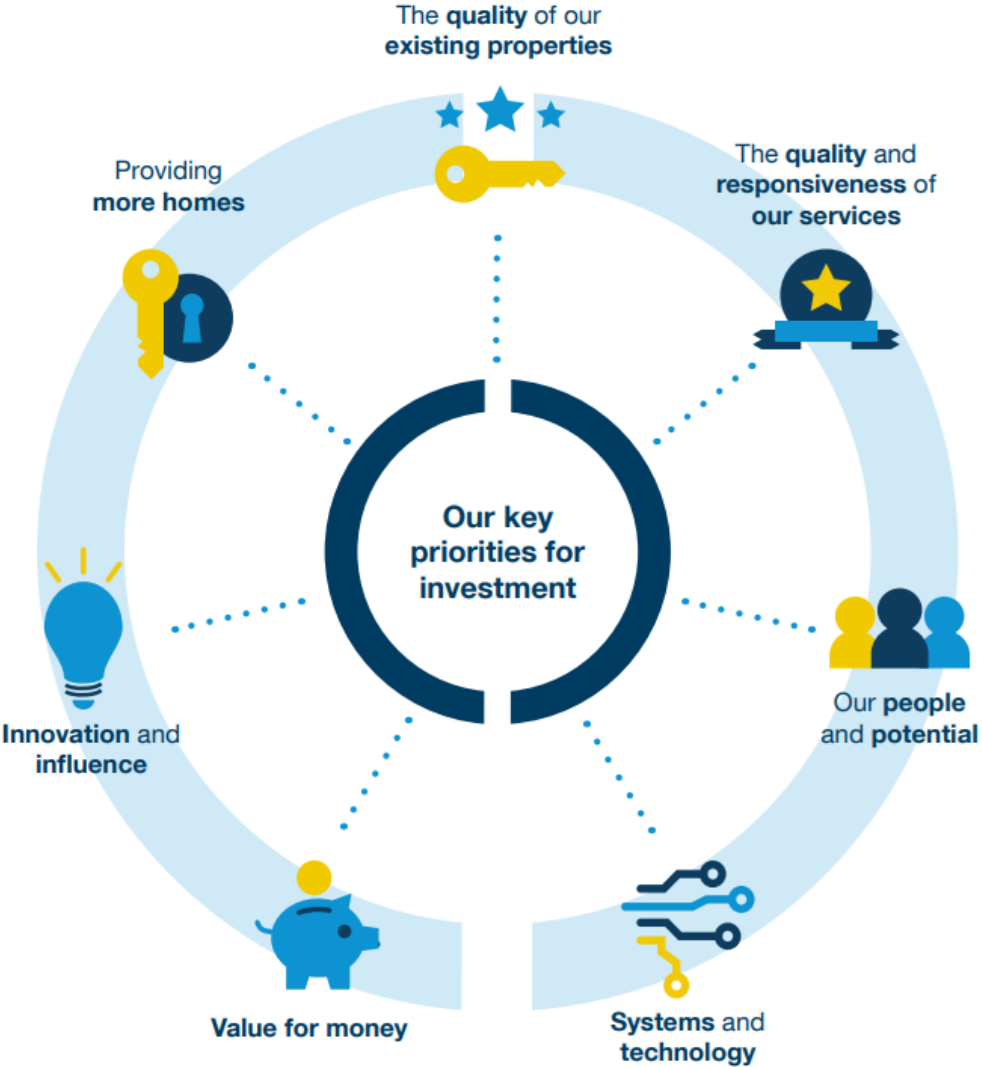 The quality of our
existing properties
The quality and
responsiveness of
our services
Our people
and potential
Systems and
technology
Value for money
Innovation and
influence
Providing
more homes
Our key
priorities for
investment